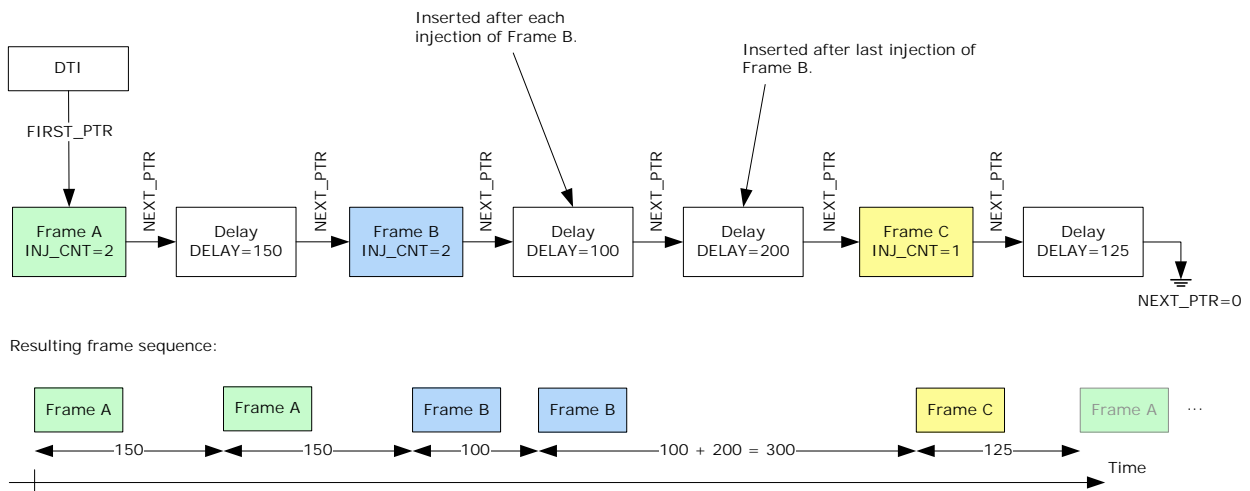 Inserted after each
injection of Frame B.
Inserted after last injection of
Frame B.
DTI
FIRST_PTR
NEXT_PTR
NEXT_PTR
NEXT_PTR
NEXT_PTR
NEXT_PTR
NEXT_PTR
Frame A
INJ_CNT=2
Delay
DELAY=150
Frame B
INJ_CNT=2
Delay
DELAY=100
Delay
DELAY=200
Frame C
INJ_CNT=1
Delay
DELAY=125
NEXT_PTR=0
Resulting frame sequence:
Frame A
Frame A
Frame B
Frame B
Frame C
Frame A
...
150
150
100
100 + 200 = 300
125
Time